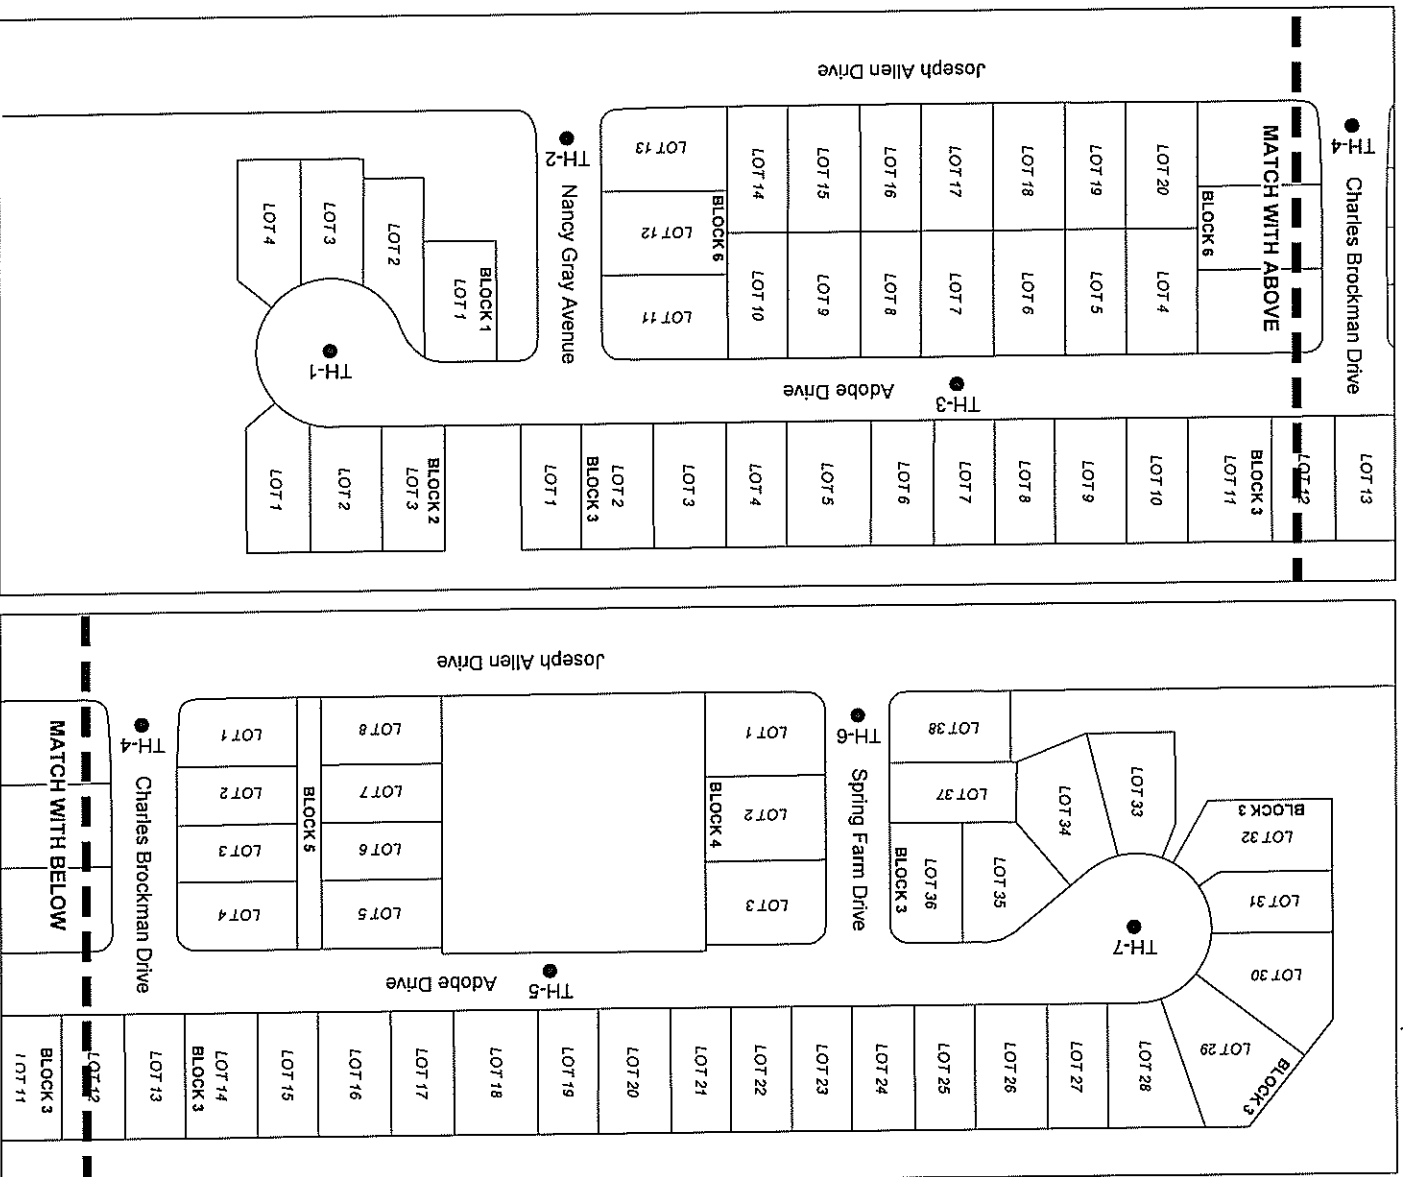 Joseph Allen Drive
TH-2
Nancy Gray Avenue
LOT 13
LOT 12
LOT 11
BLOCK 6
LOT 14
LOT 15
LOT 16
LOT 17
LOT 18
LOT 19
LOT 20
BLOCK 6
LOT 10
LOT 9
LOT 8
LOT 7
LOT 6
LOT 5
LOT 4
MATCH WITH ABOVE
TH-4
Charles Brockman Drive
LOT 4
LOT 3
LOT 2
BLOCK 1
LOT 1
TH-1
Adobe Drive
TH-3
LOT 1
LOT 2
BLOCK 2
LOT 3
LOT 1
BLOCK 3
LOT 2
LOT 3
LOT 4
LOT 5
LOT 6
LOT 7
LOT 8
LOT 9
LOT 10
BLOCK 3
LOT 11
LOT 12
LOT 13
Joseph Allen Drive
MATCH WITH BELOW
TH-4
Charles Brockman Drive
LOT 1
LOT 2
LOT 3
LOT 4
BLOCK 5
LOT 8
LOT 7
LOT 6
LOT 5
LOT 1
BLOCK 4
LOT 2
LOT 3
TH-6
Spring Farm Drive
LOT 38
LOT 37
BLOCK 3
LOT 36
LOT 35
LOT 34
LOT 33
BLOCK 3
LOT 32
LOT 31
LOT 30
LOT 29
BLOCK 3
TH-7
Adobe Drive
TH-5
LOT 11
BLOCK 3
LOT 12
LOT 13
BLOCK 3
LOT 14
LOT 15
LOT 16
LOT 17
LOT 18
LOT 19
LOT 20
LOT 21
LOT 22
LOT 23
LOT 24
LOT 25
LOT 26
LOT 27
LOT 28